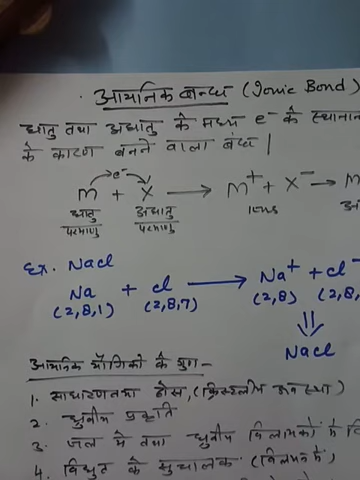 आयनिक बन्ध (Ionic Bond)
धातु तथा अधातु के मध्य e⁻ के स्थानान
के कारण बनने वाला बंध |
e⁻
M + X → M⁺ + X⁻ → M
धातु परमाणु अधातु परमाणु ions
Ex. NaCl
Na + Cl → Na⁺ + Cl⁻
(2,8,1) (2,8,7) (2,8) (2,8,
⇓
NaCl
आयनिक यौगिकों के गुण-
1. साधारणतया ठोस, (क्रिस्टलीय अवस्था)
2. ध्रुवीय प्रकृति
3. जल में तथा ध्रुवीय विलायकों में वि
4. विद्युत के सुचालक (विलयन में)